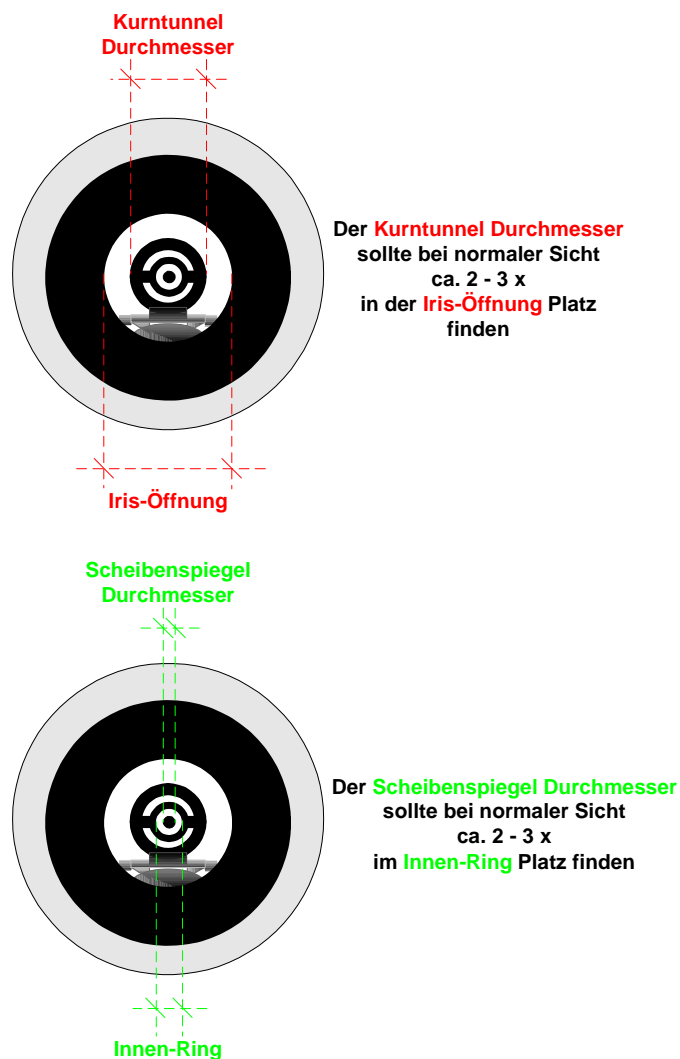 Kurntunnel
Durchmesser
Der Kurntunnel Durchmesser
sollte bei normaler Sicht
ca. 2 - 3 x
in der Iris-Öffnung Platz
finden
Iris-Öffnung
Scheibenspiegel
Durchmesser
Der Scheibenspiegel Durchmesser
sollte bei normaler Sicht
ca. 2 - 3 x
im Innen-Ring Platz finden
Innen-Ring